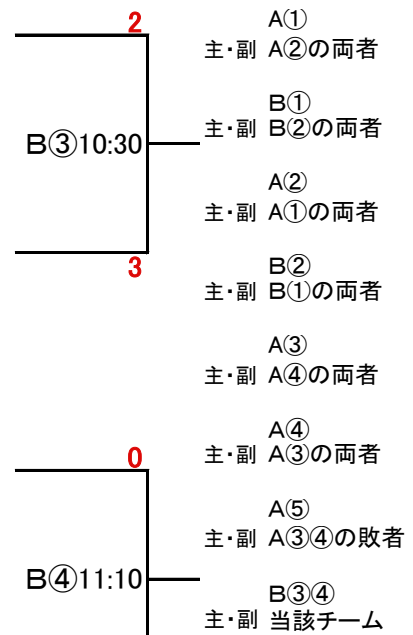 2
B③10:30
3
0
B④11:10
A①
主・副 A②の両者
B①
主・副 B②の両者
A②
主・副 A①の両者
B②
主・副 B①の両者
A③
主・副 A④の両者
A④
主・副 A③の両者
A⑤
主・副 A③④の敗者
B③④
主・副 当該チーム